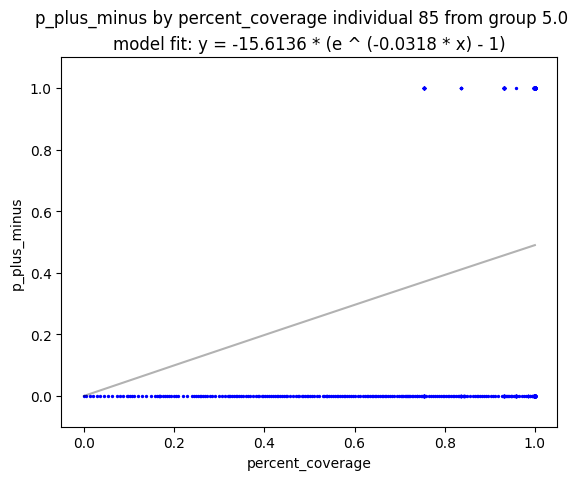 p_plus_minus by percent_coverage individual 85 from group 5.0
model fit: y = -15.6136 * (e ^ (-0.0318 * x) - 1)
1.0
0.8
0.6
0.4
0.2
0.0
p_plus_minus
0.0 0.2 0.4 0.6 0.8 1.0
percent_coverage